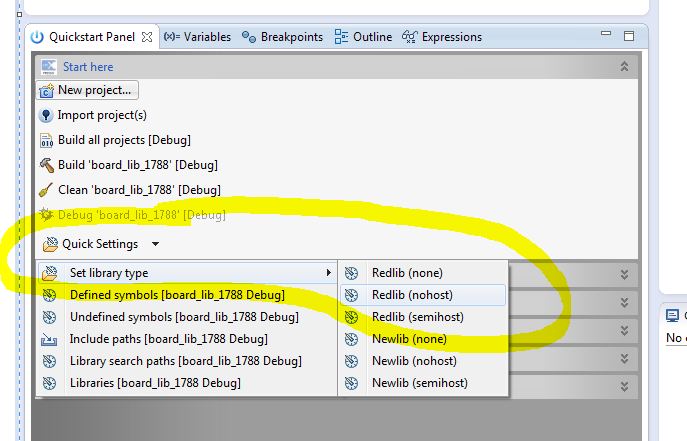 Quickstart Panel (x)= Variables Breakpoints Outline Expressions
Start here
New project...
Import project(s)
Build all projects [Debug]
Build 'board_lib_1788' [Debug]
Clean 'board_lib_1788' [Debug]
Debug 'board_lib_1788' [Debug]
Quick Settings
Set library type
Defined symbols [board_lib_1788 Debug]
Undefined symbols [board_lib_1788 Debug]
Include paths [board_lib_1788 Debug]
Library search paths [board_lib_1788 Debug]
Libraries [board_lib_1788 Debug]
Redlib (none)
Redlib (nohost)
Redlib (semihost)
Newlib (none)
Newlib (nohost)
Newlib (semihost)
No